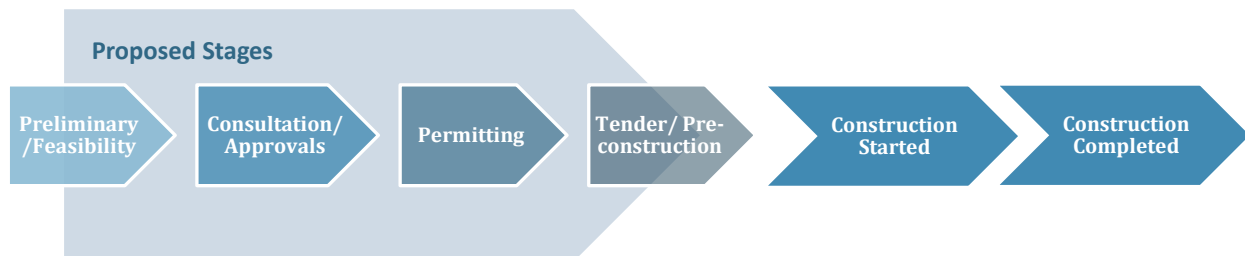 Proposed Stages
Preliminary
/Feasibility
Consultation/
Approvals
Permitting
Tender/ Pre-
construction
Construction
Started
Construction
Completed